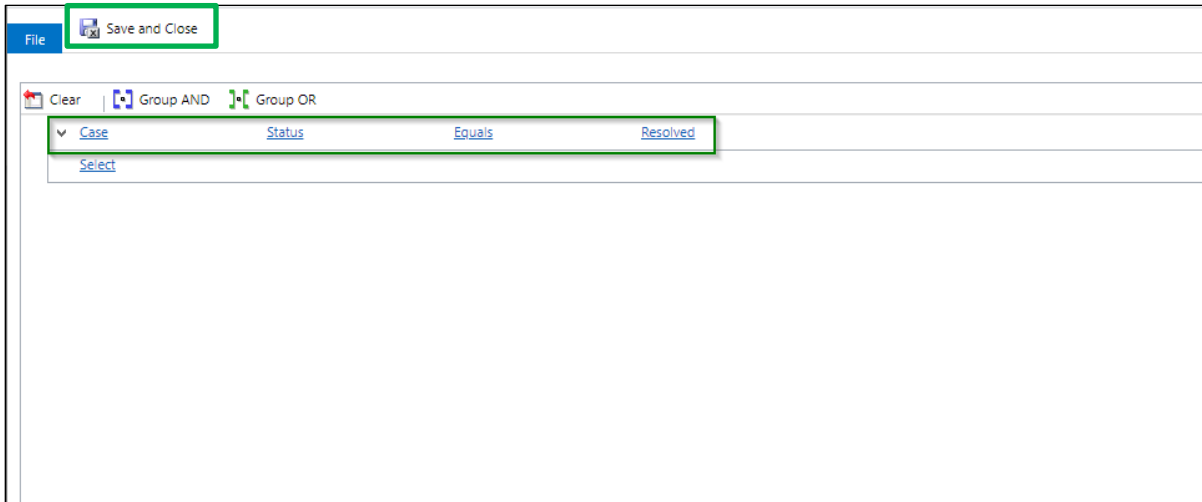 File Save and Close
Clear Group AND Group OR
Case Status Equals Resolved
Select